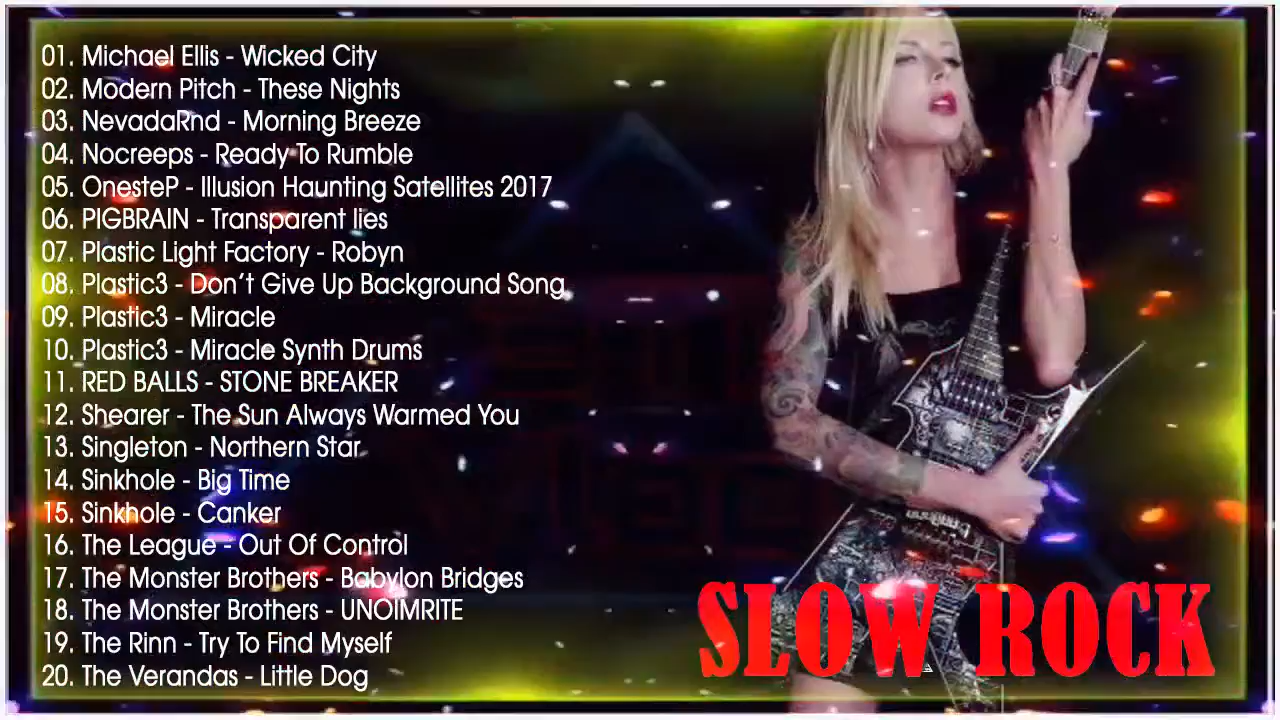 01. Michael Ellis - Wicked City
02. Modern Pitch - These Nights
03. NevadaRnd - Morning Breeze
04. Nocreeps - Ready To Rumble
05. OnesteP - Illusion Haunting Satellites 2017
06. PIGBRAIN - Transparent lies
07. Plastic Light Factory - Robyn
08. Plastic3 - Don't Give Up Background Song
09. Plastic3 - Miracle
10. Plastic3 - Miracle Synth Drums
11. RED BALLS - STONE BREAKER
12. Shearer - The Sun Always Warmed You
13. Singleton - Northern Star
14. Sinkhole - Big Time
15. Sinkhole - Canker
16. The League - Out Of Control
17. The Monster Brothers - Babylon Bridges
18. The Monster Brothers - UNOIMRITE
19. The Rinn - Try To Find Myself
20. The Verandas - Little Dog
SLOW ROCK